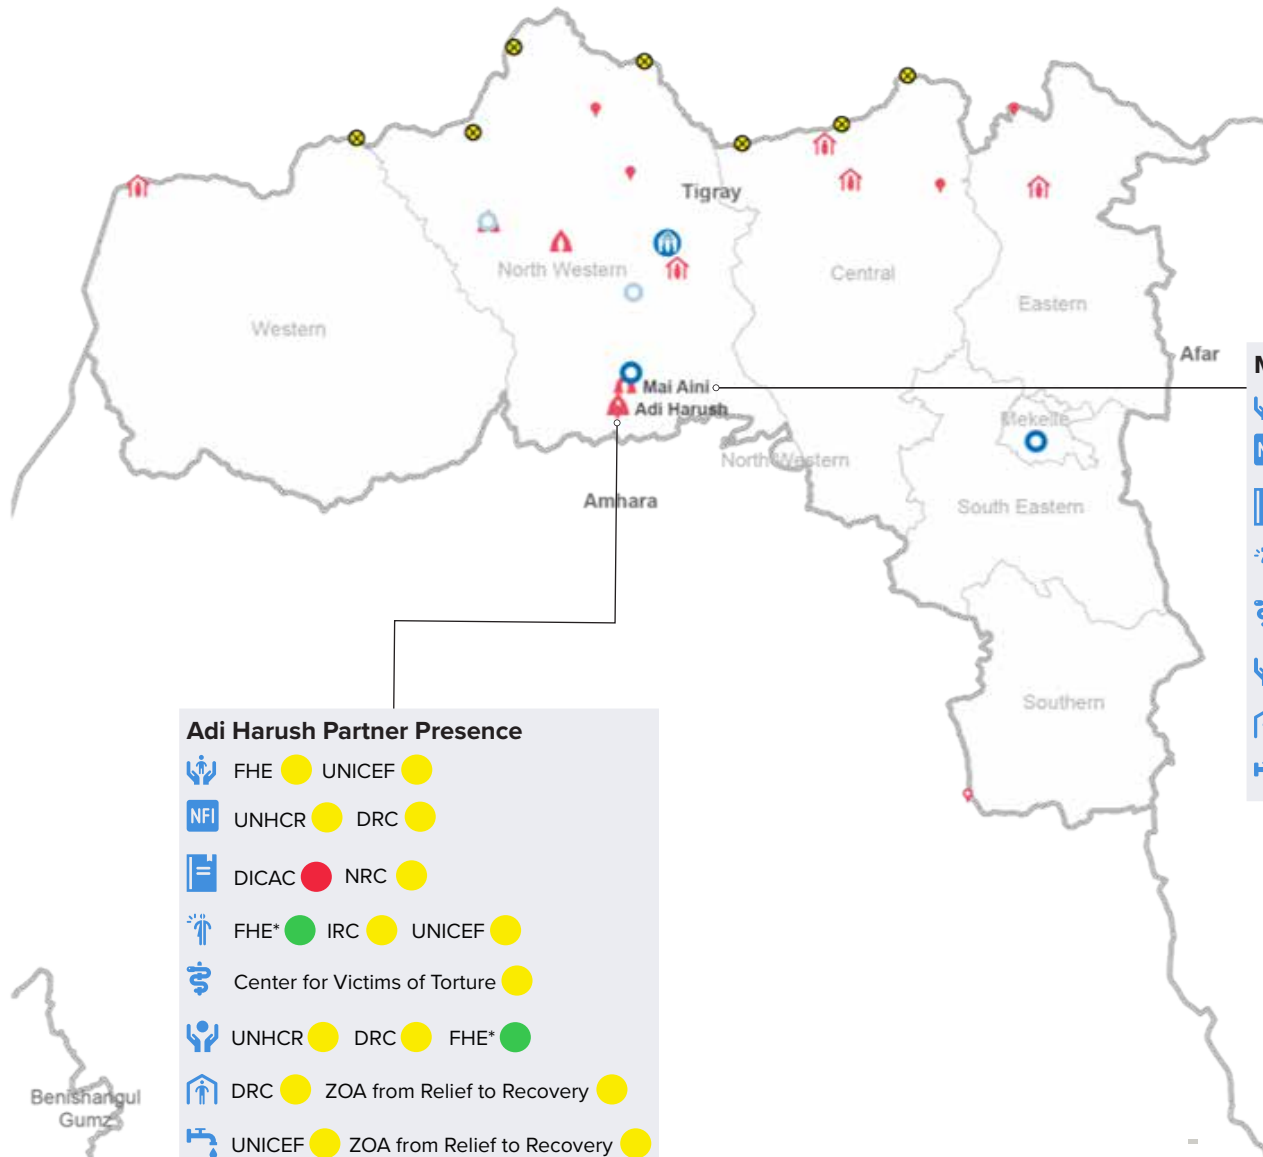 Tigray
North Western
Central
Eastern
Western
Afar
M
Mai Aini
Adi Harush
Mekelle
North Western
Amhara
South Eastern
Southern
Adi Harush Partner Presence
FHE UNICEF
NFI UNHCR DRC
DICAC NRC
FHE* IRC UNICEF
Center for Victims of Torture
UNHCR DRC FHE*
DRC ZOA from Relief to Recovery
UNICEF ZOA from Relief to Recovery
Benishangul
Gumz